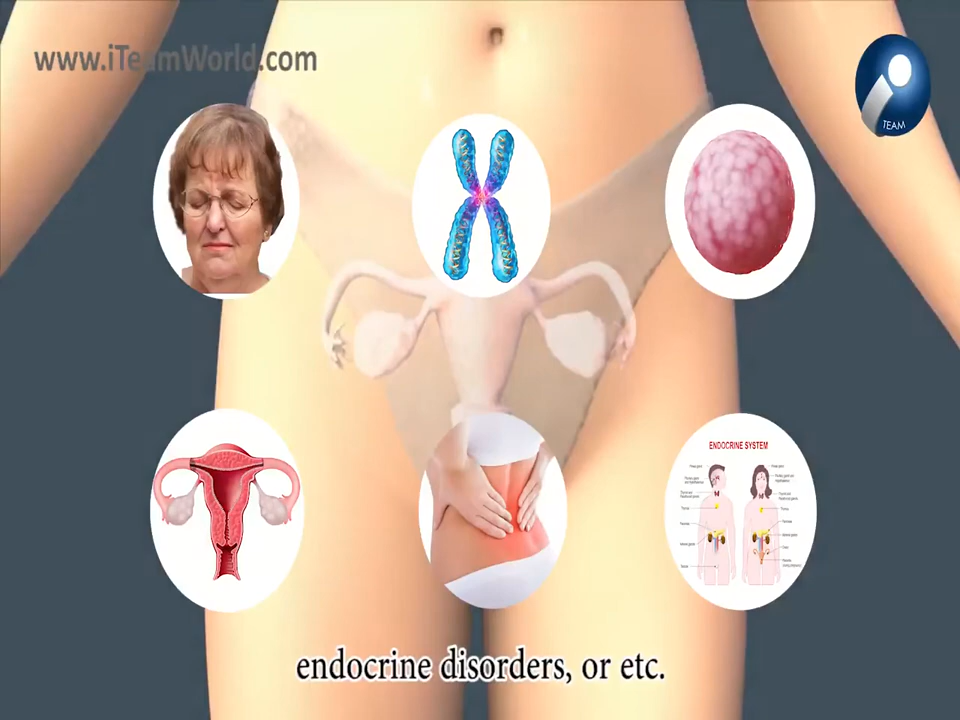 www.iTeamWorld.com
TEAM
ENDOCRINE SYSTEM
endocrine disorders, or etc.